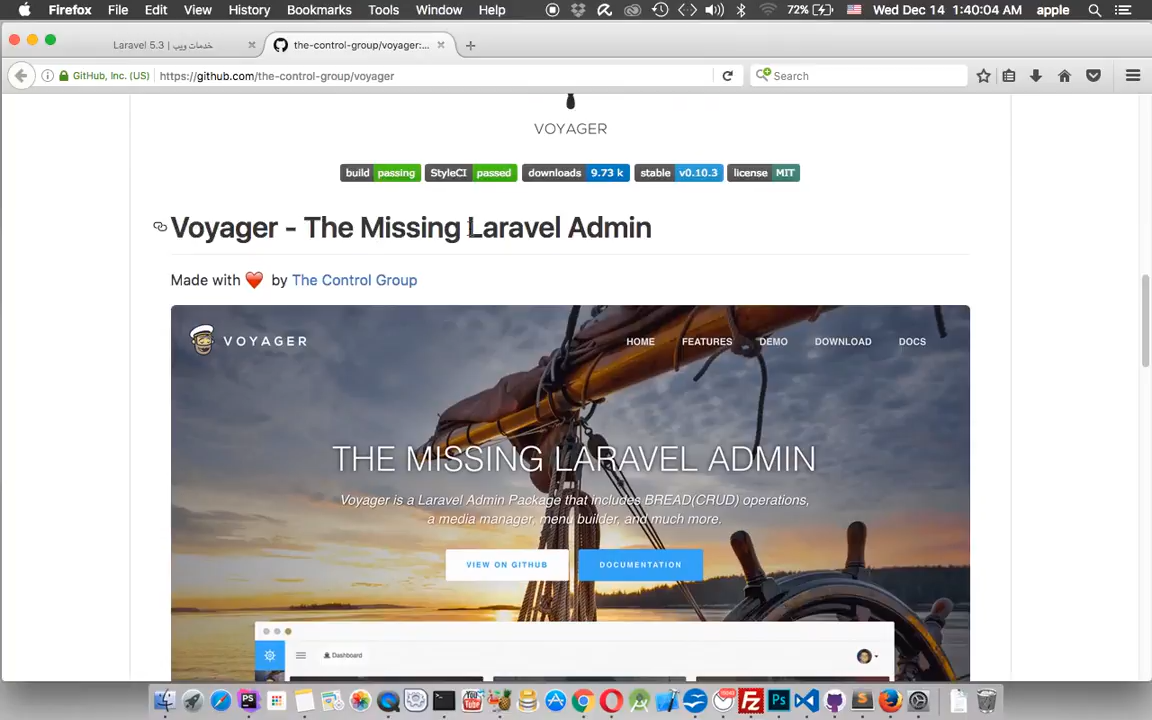 Firefox File Edit View History Bookmarks Tools Window Help 72% Wed Dec 14 1:40:04 AM apple
Laravel 5.3 | خدمات وب
the-control-group/voyager:...
GitHub, Inc. (US) https://github.com/the-control-group/voyager Search
VOYAGER
build passing StyleCI passed downloads 9.73 k stable v0.10.3 license MIT
Voyager - The Missing Laravel Admin
Made with ❤️ by The Control Group
VOYAGER HOME FEATURES DEMO DOWNLOAD DOCS
THE MISSING LARAVEL ADMIN
Voyager is a Laravel Admin Package that includes BREAD(CRUD) operations,
a media manager, menu builder, and much more.
VIEW ON GITHUB DOCUMENTATION
Dashboard